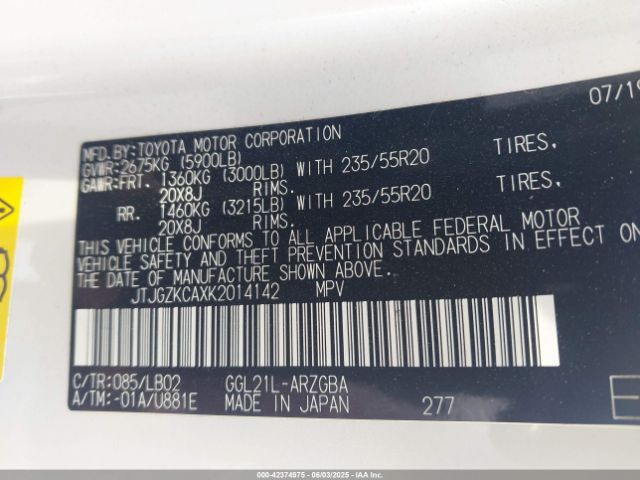 07/19
MFD.BY:TOYOTA MOTOR CORPORATION
GVWR:2675KG (5900LB)
GAWR:FRT. 1360KG (3000LB) WITH 235/55R20 TIRES,
20X8J RIMS.
RR. 1460KG (3215LB) WITH 235/55R20 TIRES,
20X8J RIMS.
THIS VEHICLE CONFORMS TO ALL APPLICABLE FEDERAL MOTOR
VEHICLE SAFETY AND THEFT PREVENTION STANDARDS IN EFFECT ON
THE DATE OF MANUFACTURE SHOWN ABOVE.
JTJGZKCAXK2014142 MPV
C/TR:085/LB02 GGL21L-ARZGBA
A/TM:-01A/U881E MADE IN JAPAN 277
000-42374975 - 06/03/2025 - IAA Inc.